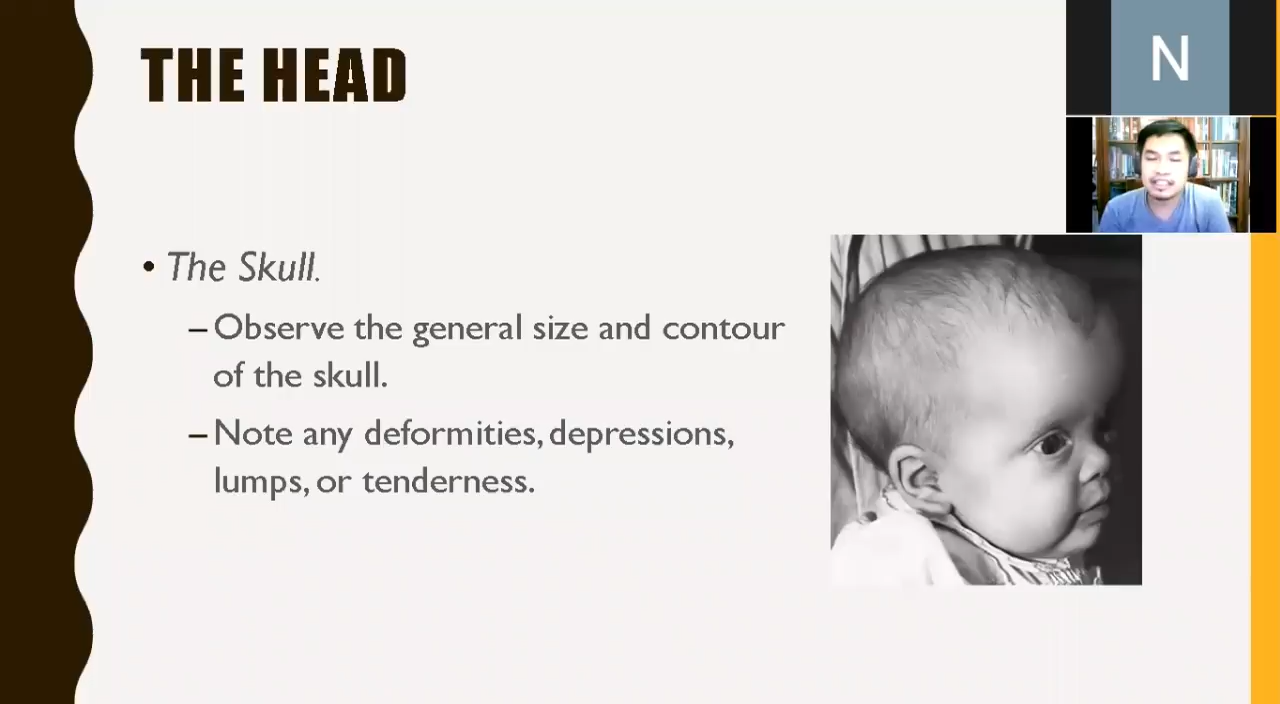 THE HEAD
N
• The Skull.
– Observe the general size and contour
of the skull.
– Note any deformities, depressions,
lumps, or tenderness.